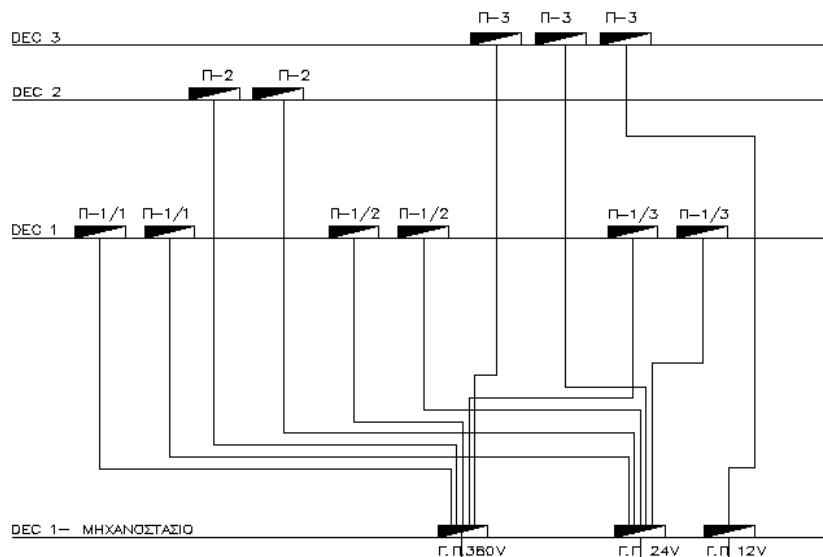 Π-3 Π-3 Π-3
DEC 3
Π-2 Π-2
DEC 2
Π-1/1 Π-1/1 Π-1/2 Π-1/2 Π-1/3 Π-1/3
DEC 1
DEC 1- ΜΗΧΑΝΟΣΤΑΣΙΟ
Γ.Π.380V Γ.Π 24V Γ.Π 12V